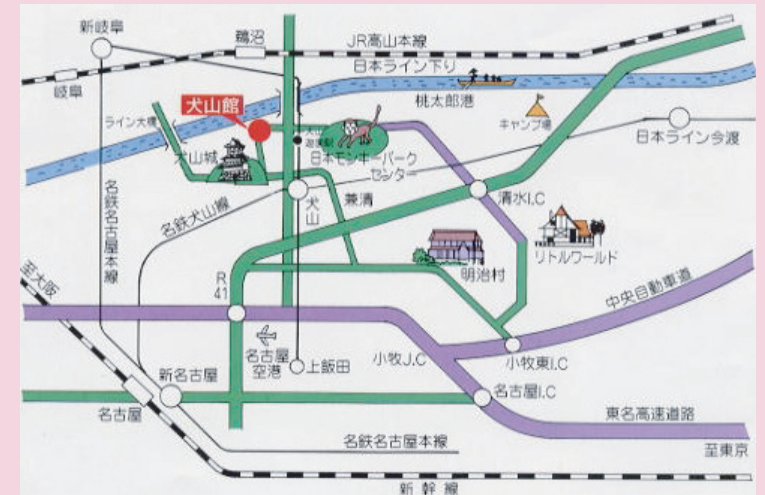 新岐阜
鵜沼
JR高山本線
日本ライン下り
岐阜
犬山館
桃太郎港
キャンプ場
ライン大橋
犬山城
日本モンキーパーク
センター
日本ライン今渡
犬山
兼清
清水I.C
名鉄名古屋本線
名鉄犬山線
明治村
リトルワールド
至大阪
R
41
中央自動車道
名古屋
空港
上飯田
小牧J.C
小牧東I.C
新名古屋
名古屋
名古屋I.C
東名高速道路
名鉄名古屋本線
至東京
新幹線